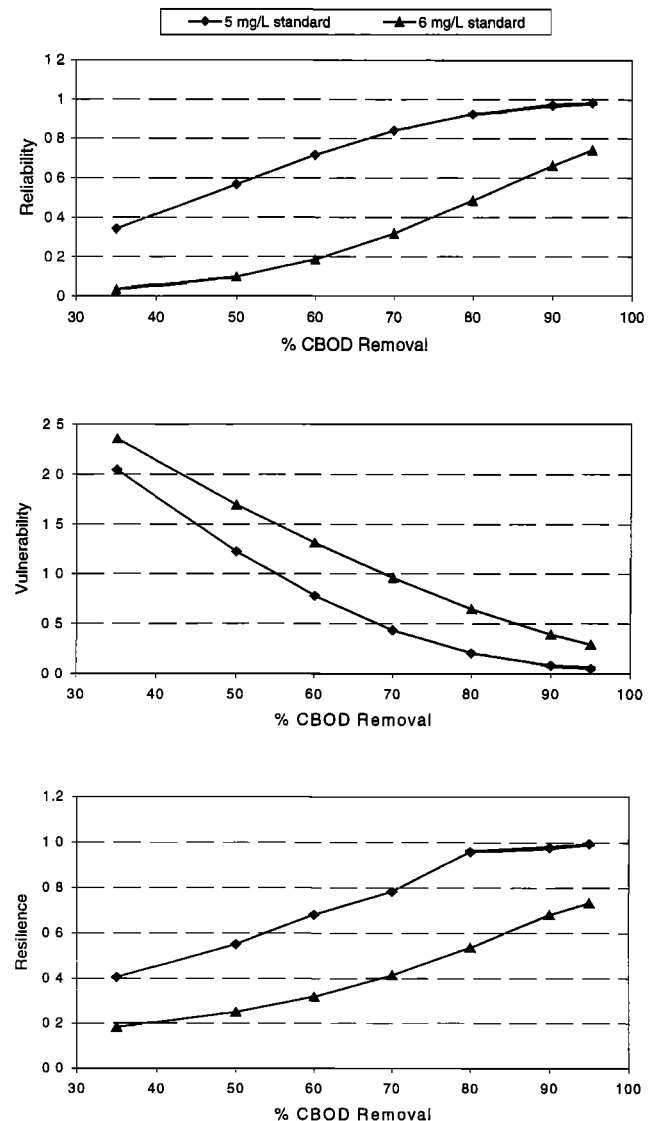 5 mg/L standard 6 mg/L standard
1
0 8
0 6
0 4
0 2
0
Reliability
30 40 50 60 70 80 90 100
% CBOD Removal
2 5
2 0
1 5
1 0
0 5
0 0
Vulnerability
30 40 50 60 70 80 90 100
% CBOD Removal
1 2
1 0
0 8
0 6
0 4
0 2
0 0
Resilience
30 40 50 60 70 80 90 100
% CBOD Removal